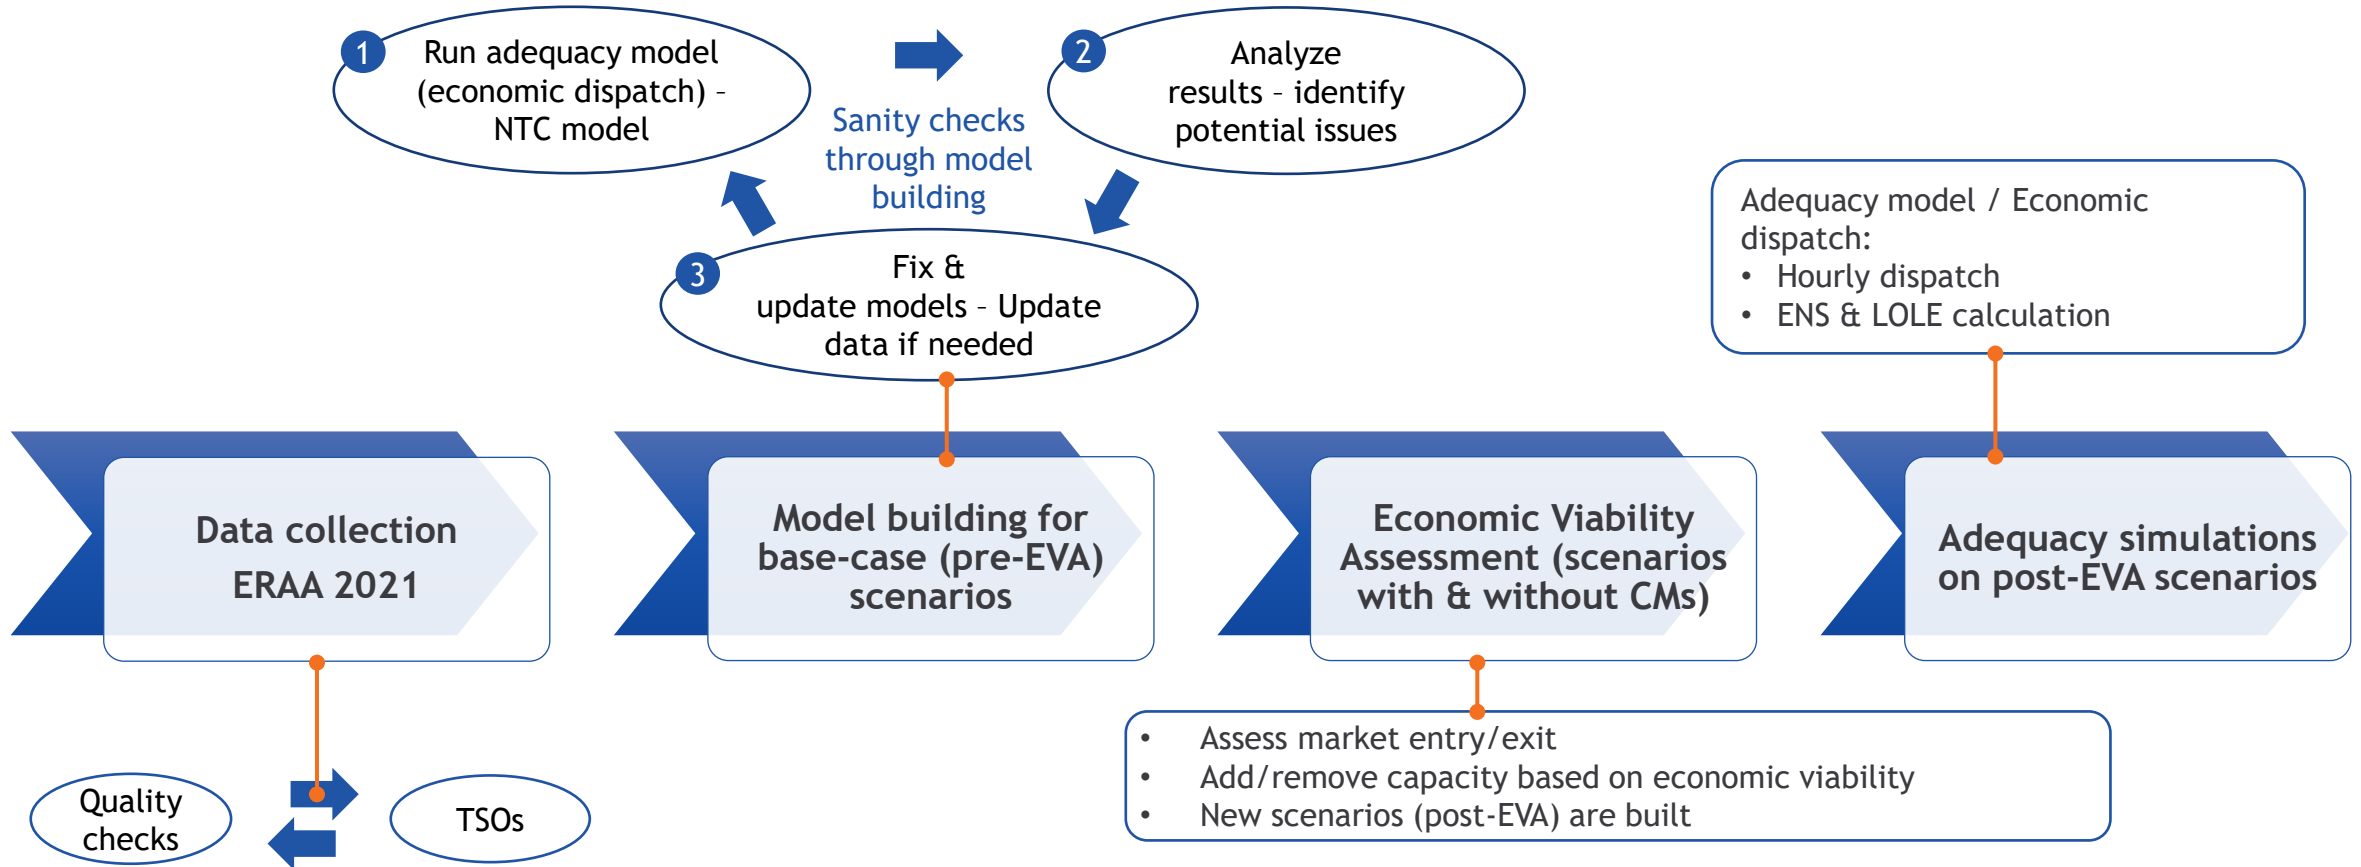 1
Run adequacy model
(economic dispatch) –
NTC model
2
Analyze
results – identify
potential issues
Sanity checks
through model
building
3
Fix &
update models – Update
data if needed
Adequacy model / Economic
dispatch:
• Hourly dispatch
• ENS & LOLE calculation
Data collection
ERAA 2021
Model building for
base-case (pre-EVA)
scenarios
Economic Viability
Assessment (scenarios
with & without CMs)
Adequacy simulations
on post-EVA scenarios
Quality
checks
TSOs
• Assess market entry/exit
• Add/remove capacity based on economic viability
• New scenarios (post-EVA) are built